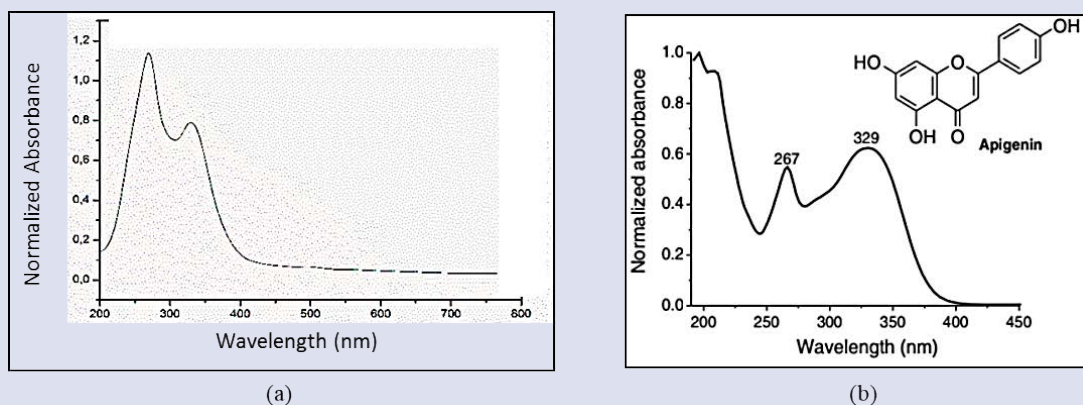 1,2
1,0
0,8
0,6
0,4
0,2
0,0
Normalized Absorbance
200 300 400 500 600 700 800
Wavelength (nm)
(a)
1.0
0.8
0.6
0.4
0.2
0.0
Normalized absorbance
267
329
OH
HO
O
OH O
Apigenin
200 250 300 350 400 450
Wavelength (nm)
(b)